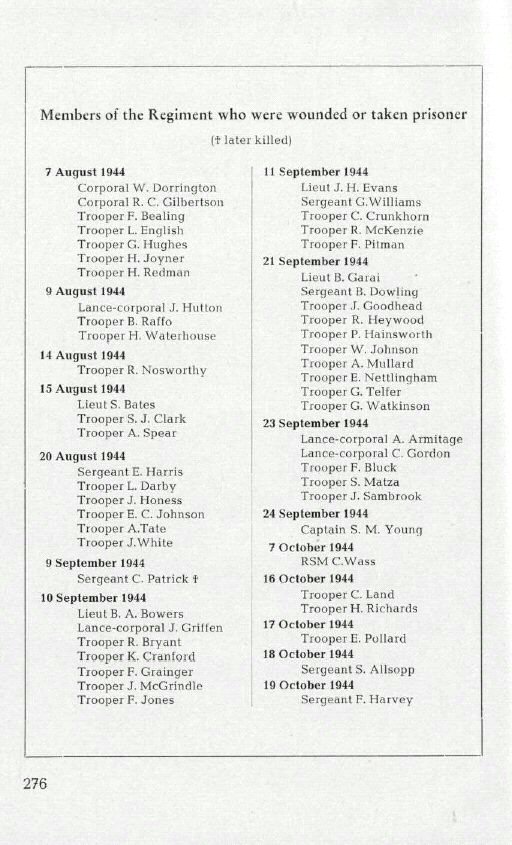 Members of the Regiment who were wounded or taken prisoner
(† later killed)
7 August 1944
Corporal W. Dorrington
Corporal R. C. Gilbertson
Trooper F. Bealing
Trooper L. English
Trooper G. Hughes
Trooper H. Joyner
Trooper H. Redman
9 August 1944
Lance-corporal J. Hutton
Trooper B. Raffo
Trooper H. Waterhouse
14 August 1944
Trooper R. Nosworthy
15 August 1944
Lieut S. Bates
Trooper S. J. Clark
Trooper A. Spear
20 August 1944
Sergeant E. Harris
Trooper L. Darby
Trooper J. Honess
Trooper E. C. Johnson
Trooper A.Tate
Trooper J.White
9 September 1944
Sergeant C. Patrick †
10 September 1944
Lieut B. A. Bowers
Lance-corporal J. Griffen
Trooper R. Bryant
Trooper K. Cranford
Trooper F. Grainger
Trooper J. McGrindle
Trooper F. Jones
11 September 1944
Lieut J. H. Evans
Sergeant G.Williams
Trooper C. Crunkhorn
Trooper R. McKenzie
Trooper F. Pitman
21 September 1944
Lieut B. Garai
Sergeant B. Dowling
Trooper J. Goodhead
Trooper R. Heywood
Trooper P. Hainsworth
Trooper W. Johnson
Trooper A. Mullard
Trooper E. Nettlingham
Trooper G. Telfer
Trooper G. Watkinson
23 September 1944
Lance-corporal A. Armitage
Lance-corporal C. Gordon
Trooper F. Bluck
Trooper S. Matza
Trooper J. Sambrook
24 September 1944
Captain S. M. Young
7 October 1944
RSM C.Wass
16 October 1944
Trooper C. Land
Trooper H. Richards
17 October 1944
Trooper E. Pollard
18 October 1944
Sergeant S. Allsopp
19 October 1944
Sergeant F. Harvey
276